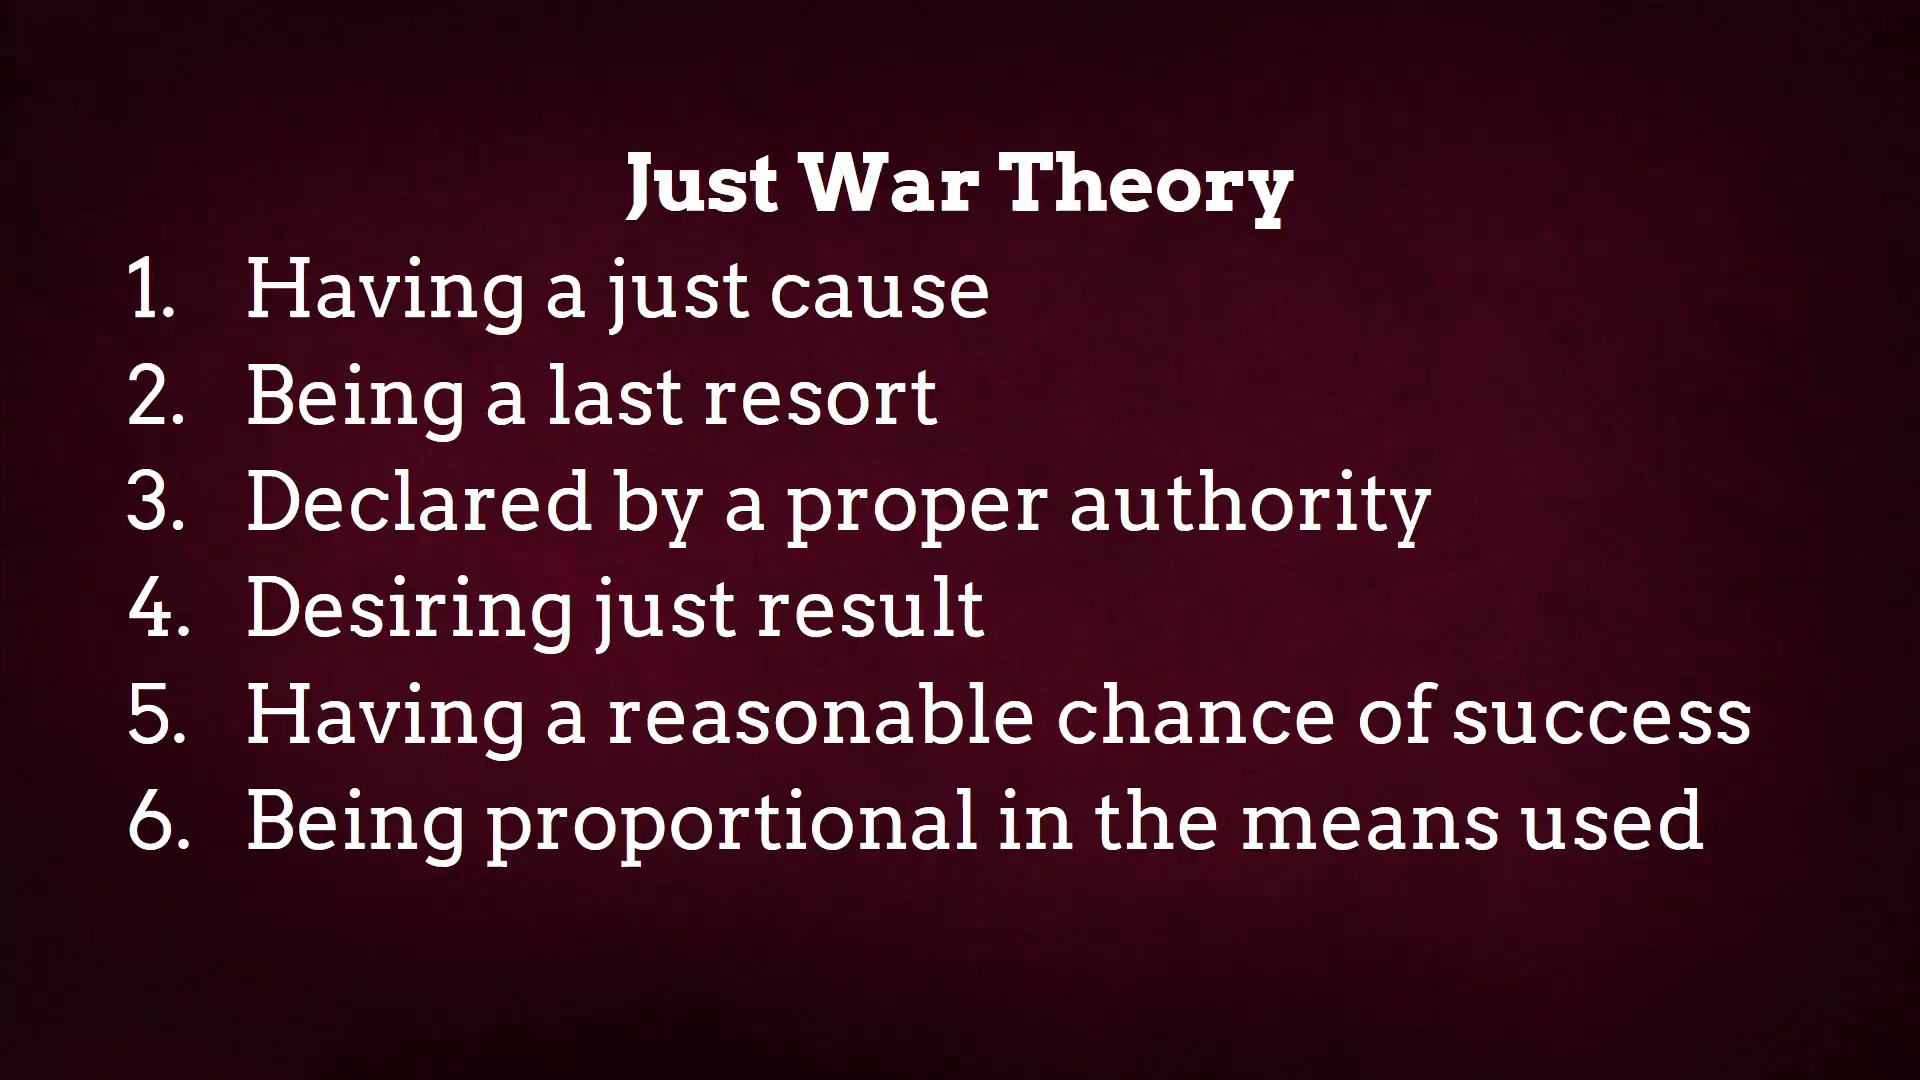 Just War Theory
1. Having a just cause
2. Being a last resort
3. Declared by a proper authority
4. Desiring just result
5. Having a reasonable chance of success
6. Being proportional in the means used